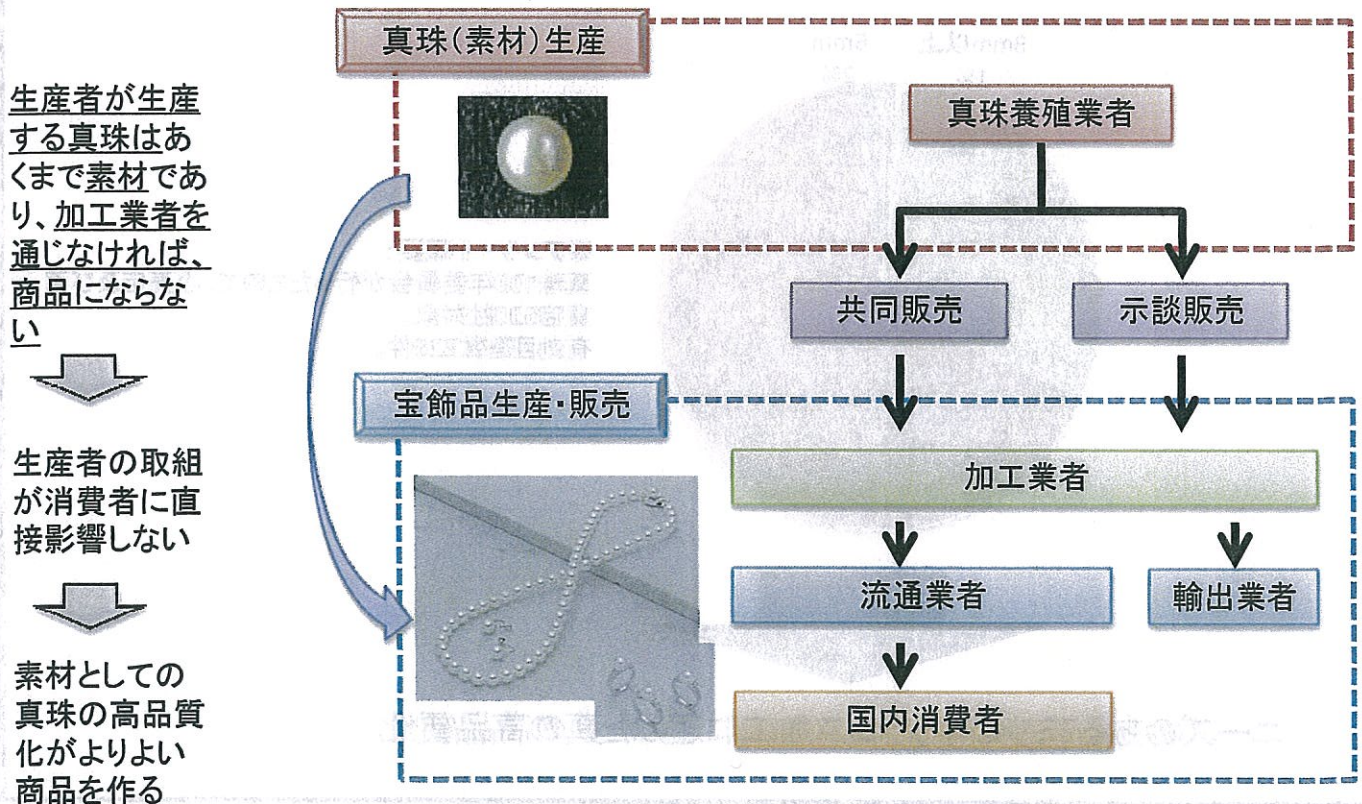 真珠(素材)生産
生産者が生産
する真珠はあ
くまで素材であ
り、加工業者を
通じなければ、
商品にならな
い
生産者の取組
が消費者に直
接影響しない
素材としての
真珠の高品質
化がよりよい
商品を作る
真珠養殖業者
共同販売
示談販売
宝飾品生産・販売
加工業者
流通業者
輸出業者
国内消費者